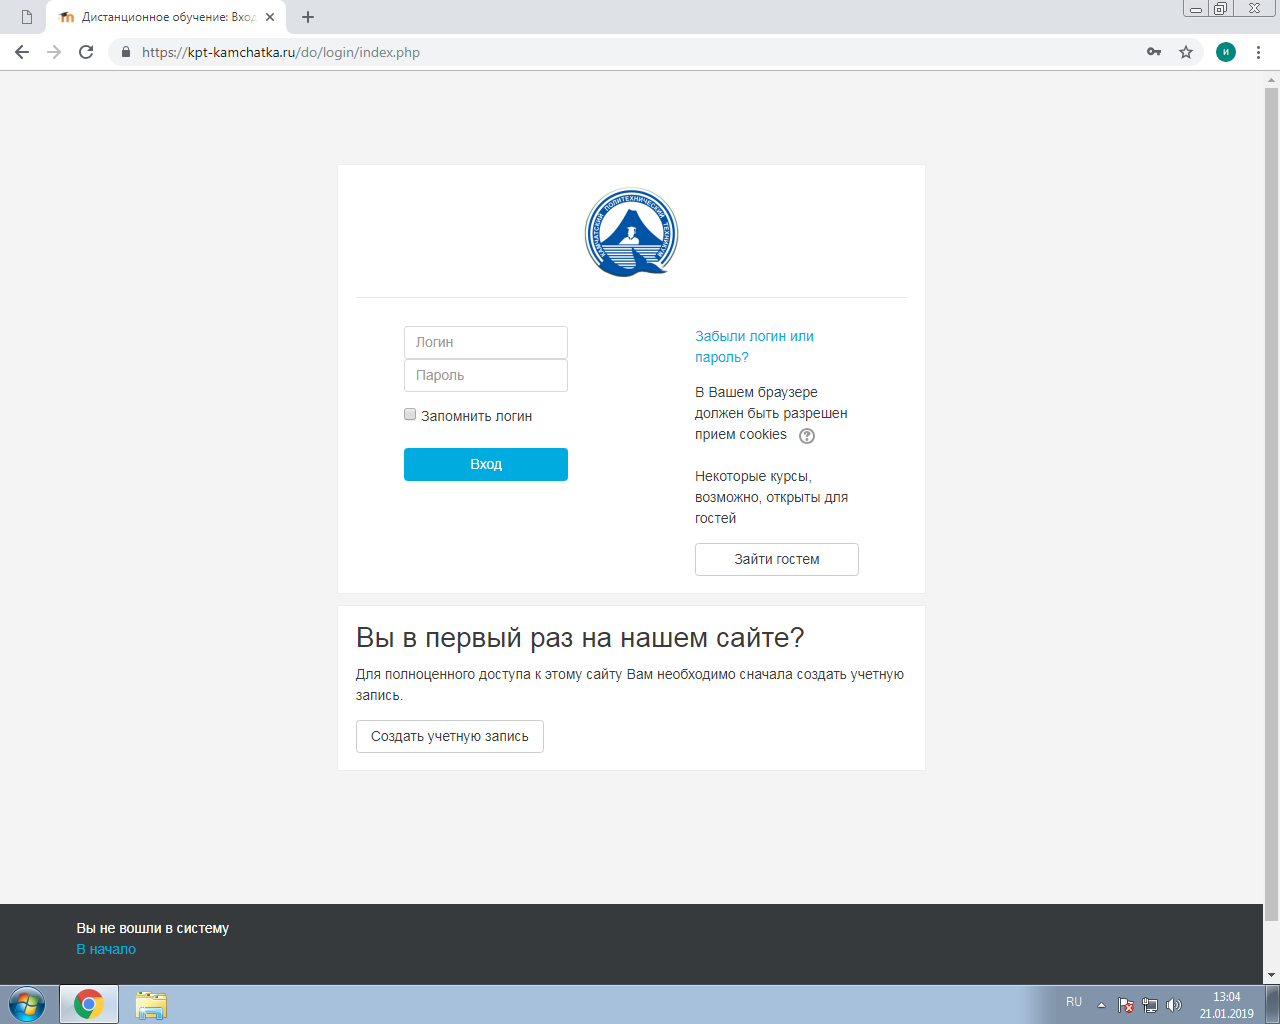 Дистанционное обучение: Вход
https://kpt-kamchatka.ru/do/login/index.php
и
КАМЧАТСКИЙ ПОЛИТЕХНИЧЕСКИЙ ТЕХНИКУМ
Логин
Пароль
Запомнить логин
Вход
Забыли логин или
пароль?
В Вашем браузере
должен быть разрешен
прием cookies
Некоторые курсы,
возможно, открыты для
гостей
Зайти гостем
Вы в первый раз на нашем сайте?
Для полноценного доступа к этому сайту Вам необходимо сначала создать учетную
запись.
Создать учетную запись
Вы не вошли в систему
В начало
RU
13:04
21.01.2019